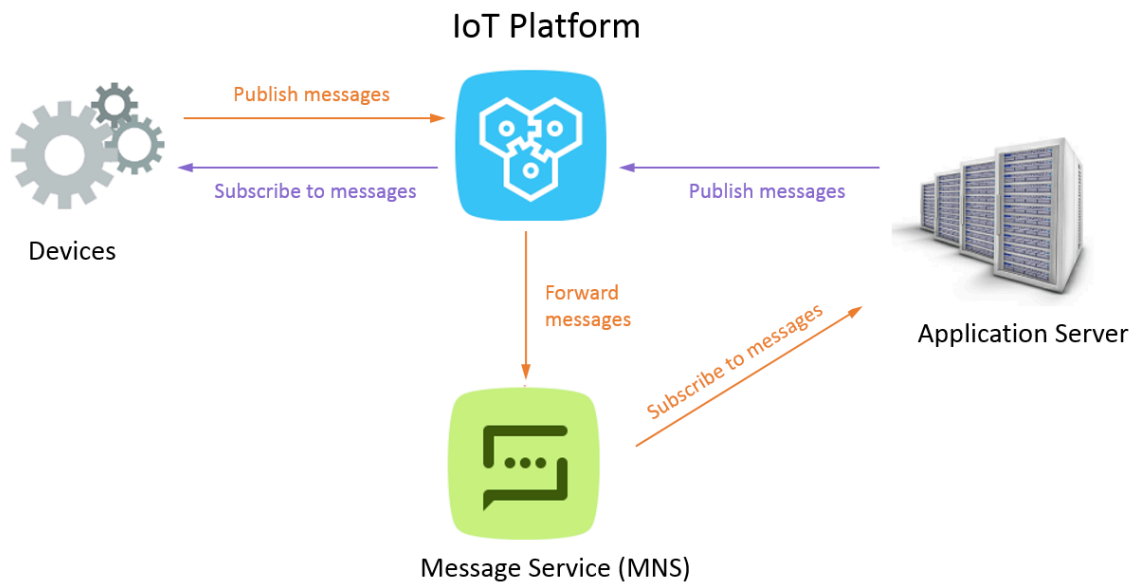 IoT Platform
Publish messages
Subscribe to messages
Publish messages
Devices
Forward
messages
Subscribe to messages
Application Server
Message Service (MNS)